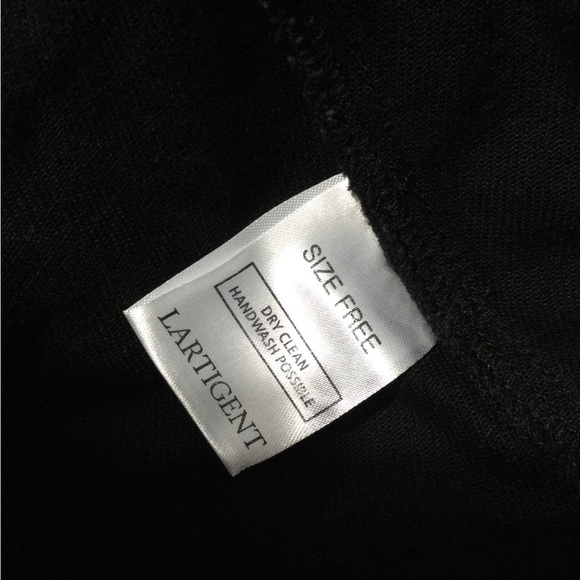 SIZE FREE
DRY CLEAN
HANDWASH POSSIBLE
LARTIGENT